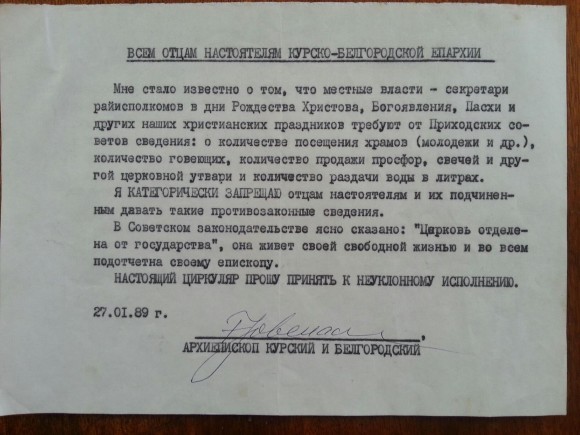 ВСЕМ ОТЦАМ НАСТОЯТЕЛЯМ КУРСКО-БЕЛГОРОДСКОЙ ЕПАРХИИ
Мне стало известно о том, что местные власти - секретари
райисполкомов в дни Рождества Христова, Богоявления, Пасхи и
других наших христианских праздников требуют от Приходских со-
ветов сведения: о количестве посещения храмов (молодежи и др.),
количество говеющих, количество продажи просфор, свечей и дру-
гой церковной утвари и количество раздачи воды в литрах.
Я КАТЕГОРИЧЕСКИ ЗАПРЕЩАЮ отцам настоятелям и их подчинен-
ным давать такие противозаконные сведения.
В Советском законодательстве ясно сказано: "Церковь отделе-
на от государства", она живет своей свободной жизнью и во всем
подотчетна своему епископу.
НАСТОЯЩИЙ ЦИРКУЛЯР ПРОШУ ПРИНЯТЬ К НЕУКЛОННОМУ ИСПОЛНЕНИЮ.
27.01.89 г.
Ювенали
АРХИЕПИСКОП КУРСКИЙ И БЕЛГОРОДСКИЙ